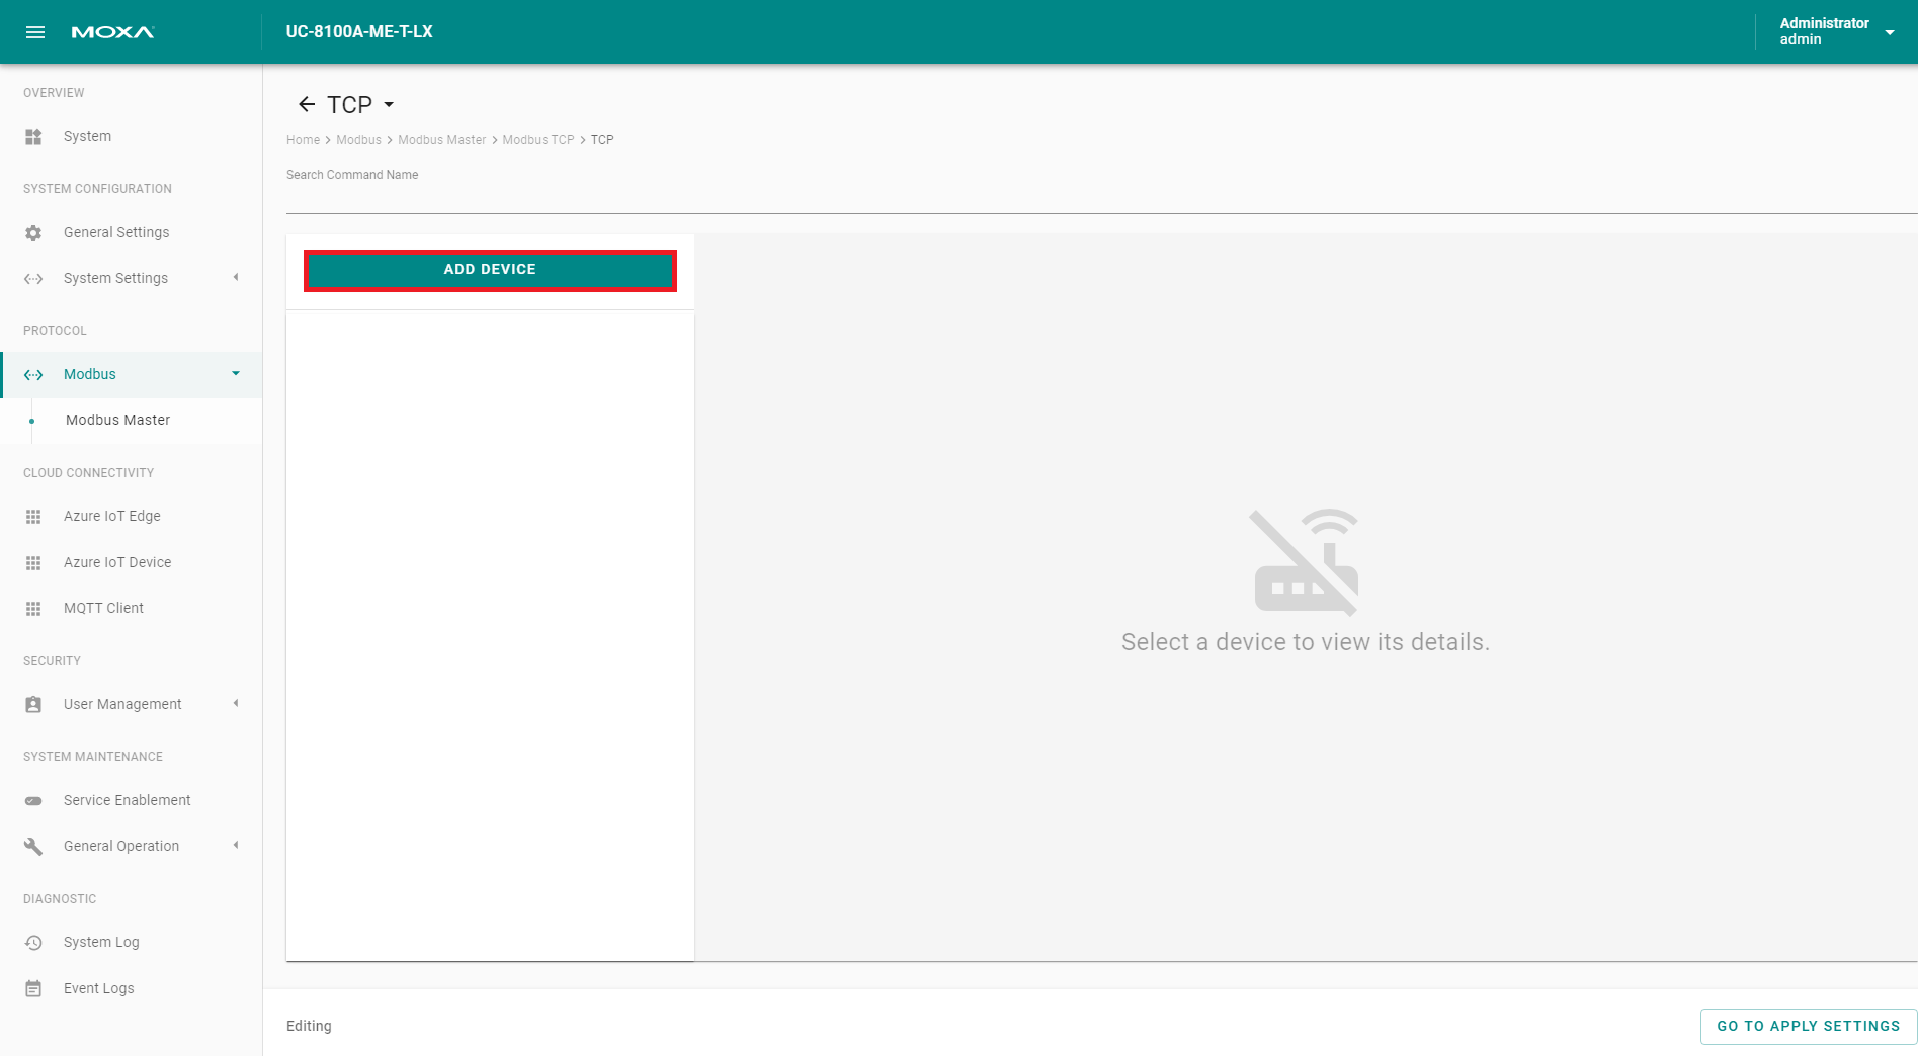 MOXA
UC-8100A-ME-T-LX
Administrator
admin
OVERVIEW
System
SYSTEM CONFIGURATION
General Settings
System Settings
PROTOCOL
Modbus
Modbus Master
CLOUD CONNECTIVITY
Azure IoT Edge
Azure IoT Device
MQTT Client
SECURITY
User Management
SYSTEM MAINTENANCE
Service Enablement
General Operation
DIAGNOSTIC
System Log
Event Logs
TCP
Home > Modbus > Modbus Master > Modbus TCP > TCP
Search Command Name
ADD DEVICE
Select a device to view its details.
Editing
GO TO APPLY SETTINGS